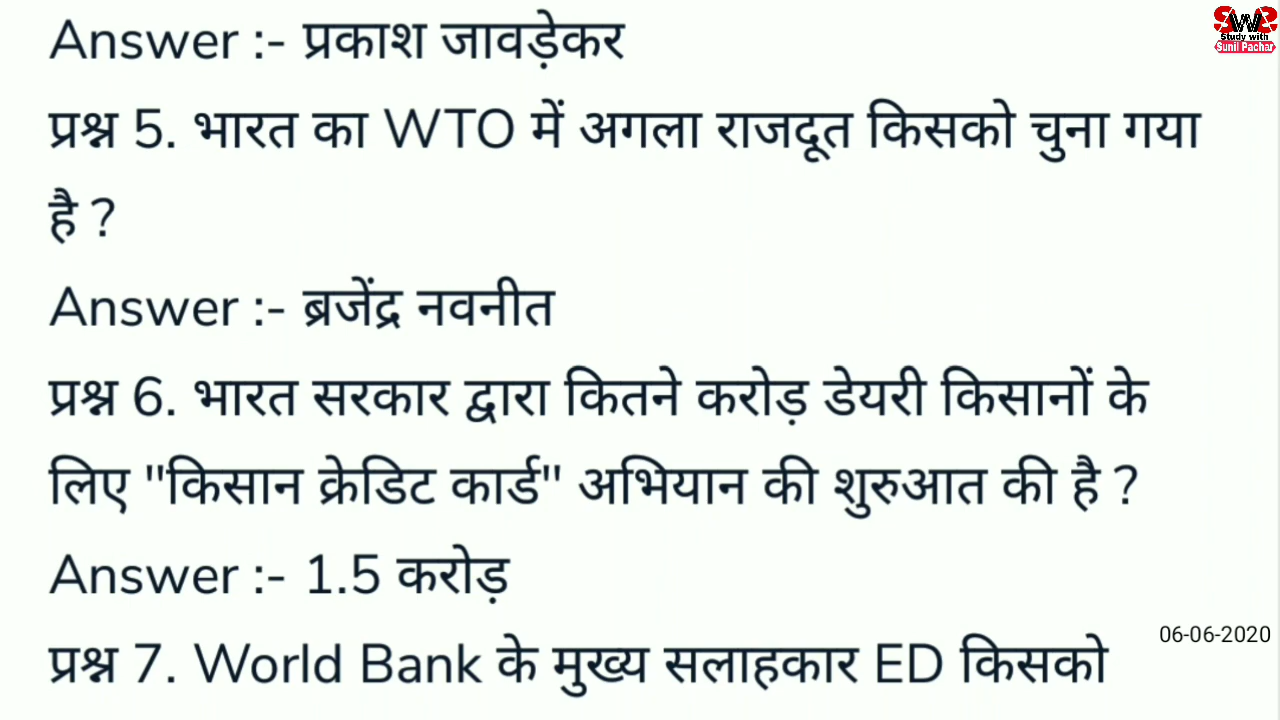 Answer :- प्रकाश जावड़ेकर
SWS
Study with
Sunil Pachar
प्रश्न 5. भारत का WTO में अगला राजदूत किसको चुना गया
है ?
Answer :- ब्रजेंद्र नवनीत
प्रश्न 6. भारत सरकार द्वारा कितने करोड़ डेयरी किसानों के
लिए "किसान क्रेडिट कार्ड" अभियान की शुरुआत की है ?
Answer :- 1.5 करोड़
06-06-2020
प्रश्न 7. World Bank के मुख्य सलाहकार ED किसको